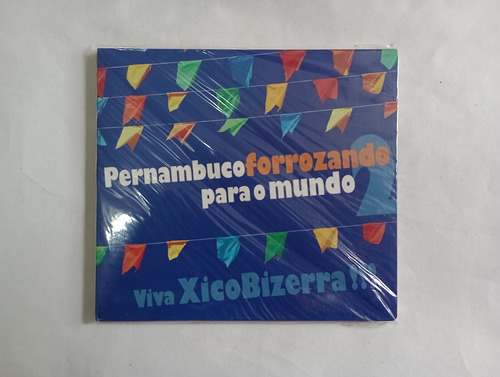 Pernambucoforrozando
para o mundo 2
Viva XicoBizerra!!!